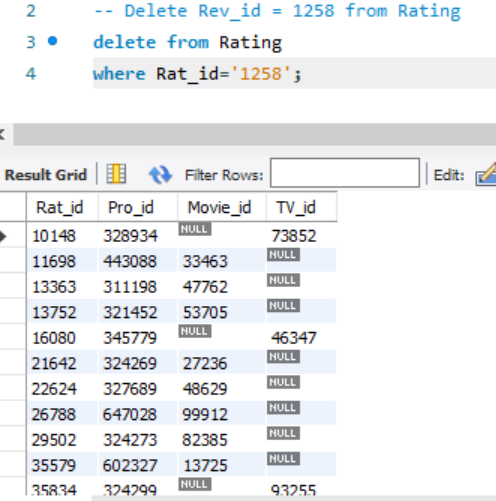 2 -- Delete Rev_id = 1258 from Rating
3 delete from Rating
4 where Rat_id='1258';
Result Grid Filter Rows: Edit:
Rat_id Pro_id Movie_id TV_id
10148 328934 NULL 73852
11698 443088 33463 NULL
13363 311198 47762 NULL
13752 321452 53705 NULL
16080 345779 NULL 46347
21642 324269 27236 NULL
22624 327689 48629 NULL
26788 647028 99912 NULL
29502 324273 82385 NULL
35579 602327 13725 NULL
35834 324299 NULL 93255